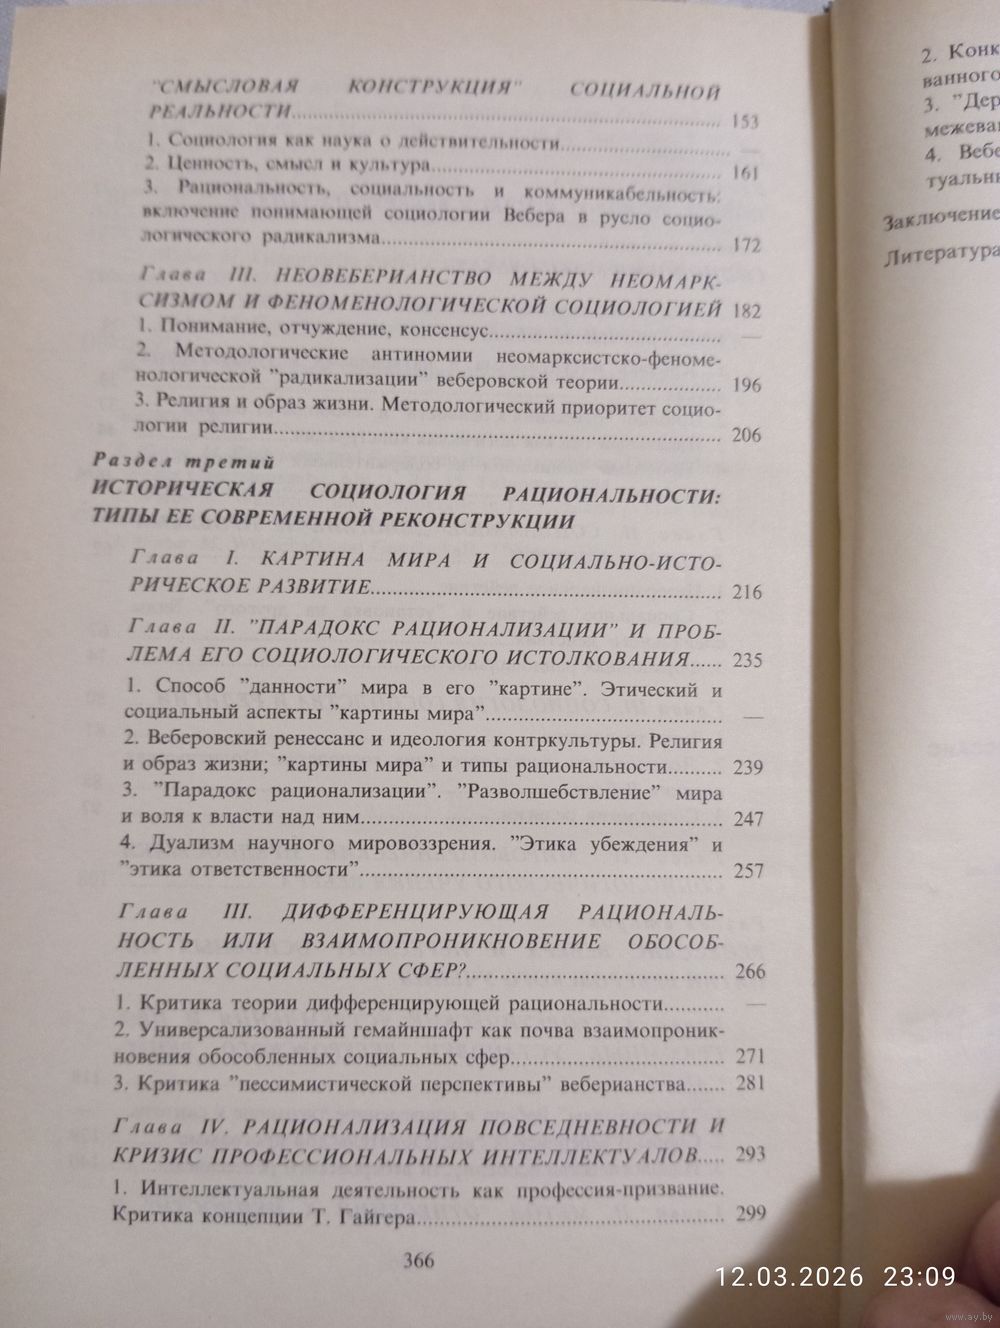 "СМЫСЛОВАЯ КОНСТРУКЦИЯ" СОЦИАЛЬНОЙ
РЕАЛЬНОСТИ........ 153
1. Социология как наука о действительности........ —
2. Ценность, смысл и культура........ 161
3. Рациональность, социальность и коммуникабельность:
включение понимающей социологии Вебера в русло социо-
логического радикализма........ 172
Глава III. НЕОВЕБЕРИАНСТВО МЕЖДУ НЕОМАРК-
СИЗМОМ И ФЕНОМЕНОЛОГИЧЕСКОЙ СОЦИОЛОГИЕЙ 182
1. Понимание, отчуждение, консенсус........ —
2. Методологические антиномии неомарксистско-феноме-
нологической "радикализации" веберовской теории........ 196
3. Религия и образ жизни. Методологический приоритет социо-
логии религии........ 206
Раздел третий
ИСТОРИЧЕСКАЯ СОЦИОЛОГИЯ РАЦИОНАЛЬНОСТИ:
ТИПЫ ЕЕ СОВРЕМЕННОЙ РЕКОНСТРУКЦИИ
Глава I. КАРТИНА МИРА И СОЦИАЛЬНО-ИСТО-
РИЧЕСКОЕ РАЗВИТИЕ........ 216
Глава II. "ПАРАДОКС РАЦИОНАЛИЗАЦИИ" И ПРОБ-
ЛЕМА ЕГО СОЦИОЛОГИЧЕСКОГО ИСТОЛКОВАНИЯ...... 235
1. Способ "данности" мира в его "картине". Этический и
социальный аспекты "картины мира"........ —
2. Веберовский ренессанс и идеология контркультуры. Религия
и образ жизни; "картины мира" и типы рациональности........ 239
3. "Парадокс рационализации". "Разволшебствление" мира
и воля к власти над ним........ 247
4. Дуализм научного мировоззрения. "Этика убеждения" и
"этика ответственности"........ 257
Глава III. ДИФФЕРЕНЦИРУЮЩАЯ РАЦИОНАЛЬ-
НОСТЬ ИЛИ ВЗАИМОПРОНИКНОВЕНИЕ ОБОСОБ-
ЛЕННЫХ СОЦИАЛЬНЫХ СФЕР?........ 266
1. Критика теории дифференцирующей рациональности........ —
2. Универсализованный гемайншафт как почва взаимопроник-
новения обособленных социальных сфер........ 271
3. Критика "пессимистической перспективы" веберианства....... 281
Глава IV. РАЦИОНАЛИЗАЦИЯ ПОВСЕДНЕВНОСТИ И
КРИЗИС ПРОФЕССИОНАЛЬНЫХ ИНТЕЛЛЕКТУАЛОВ..... 293
1. Интеллектуальная деятельность как профессия-призвание.
Критика концепции Т. Гайгера........ 299
366
2. Конк
ванного
3. "Дер
межева
4. Вебе
туальн
Заключение
Литература
12.03.2026 23:09
www.ay.by